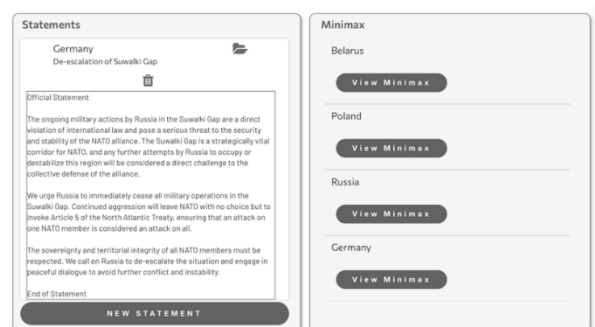 Statements
Germany
De-escalation of Suwalki Gap
Official Statement
The ongoing military actions by Russia in the Suwalki Gap are a direct
violation of international law and pose a serious threat to the security
and stability of the NATO alliance. The Suwalki Gap is a strategically vital
corridor for NATO, and any further attempts by Russia to occupy or
destabilize this region will be considered a direct challenge to the
collective defense of the alliance.
We urge Russia to immediately cease all military operations in the
Suwalki Gap. Continued aggression will leave NATO with no choice but to
invoke Article 5 of the North Atlantic Treaty, ensuring that an attack on
one NATO member is considered an attack on all.
The sovereignty and territorial integrity of all NATO members must be
respected. We call on Russia to de-escalate the situation and engage in
peaceful dialogue to avoid further conflict and instability.
End of Statement
NEW STATEMENT
Minimax
Belarus
View Minimax
Poland
View Minimax
Russia
View Minimax
Germany
View Minimax